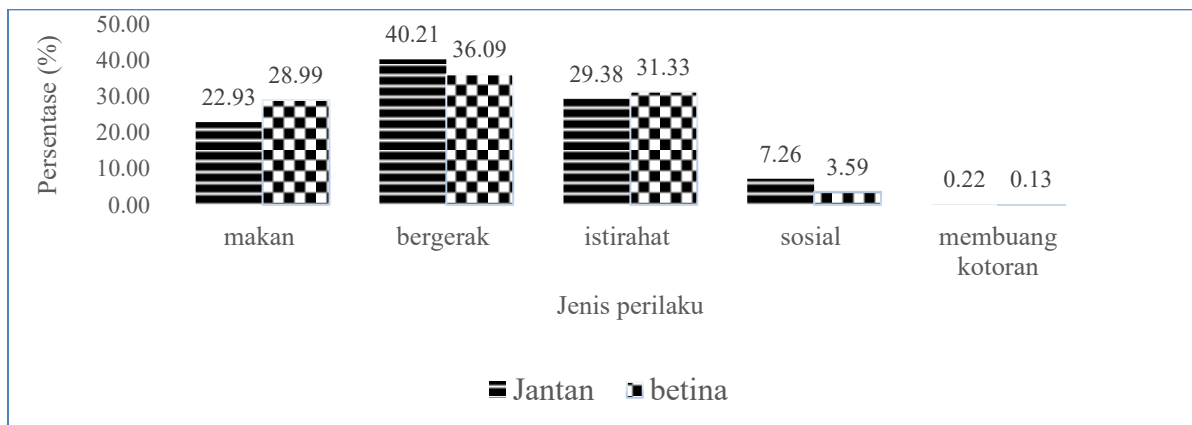 Persentase (%)
50.00
40.00
30.00
20.00
10.00
0.00
22.93
28.99
40.21
36.09
29.38
31.33
7.26
3.59
0.22
0.13
makan
bergerak
istirahat
sosial
membuang
kotoran
Jenis perilaku
Jantan
betina